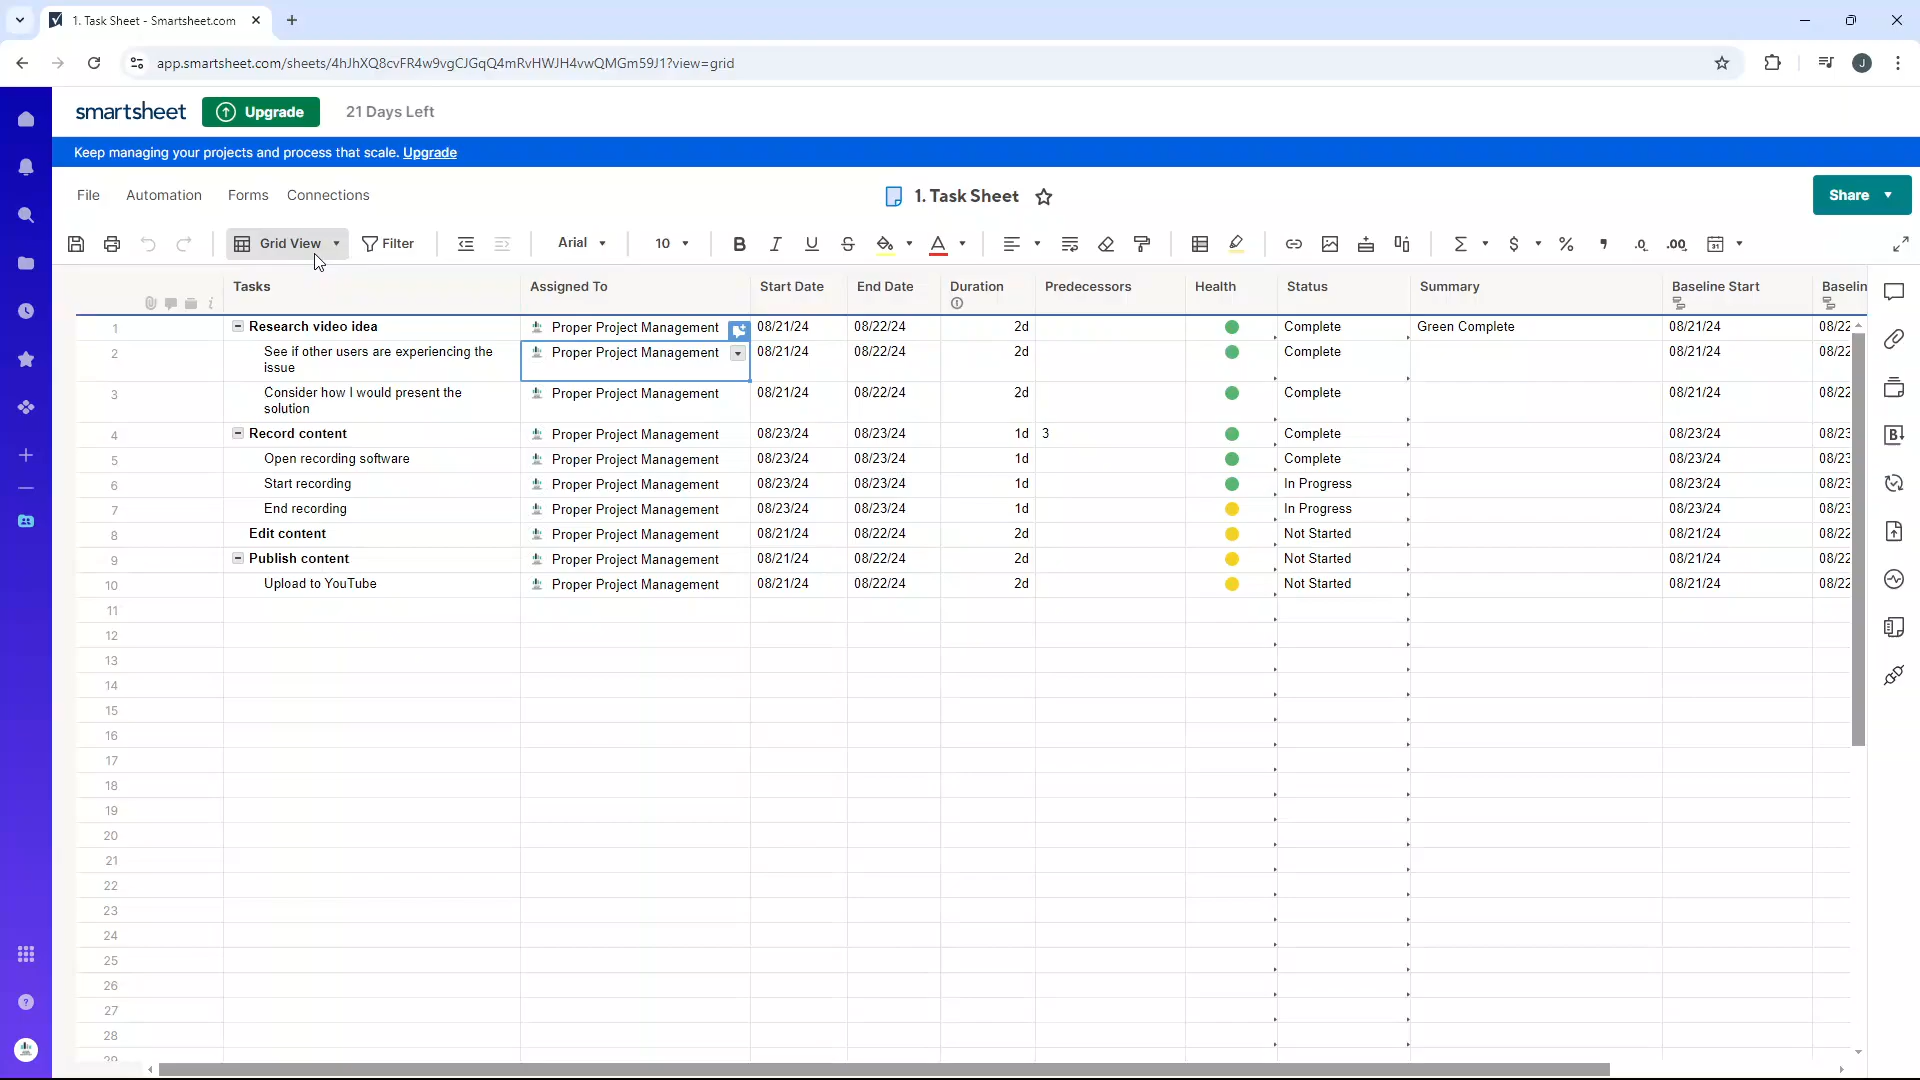 1. Task Sheet - Smartsheet.com
app.smartsheet.com/sheets/4hJhXQ8cvFR4w9vgCJGqQ4mRvHWJH4vwQMGm59J1?view=grid
J
smartsheet Upgrade 21 Days Left
Keep managing your projects and process that scale. Upgrade
File Automation Forms Connections 1. Task Sheet Share
Grid View Filter Arial 10 B I U S A Σ $ % , .0 .00 31
Tasks Assigned To Start Date End Date Duration Predecessors Health Status Summary Baseline Start Baselin
1 Research video idea Proper Project Management 08/21/24 08/22/24 2d Complete Green Complete 08/21/24 08/22
2 See if other users are experiencing the Proper Project Management 08/21/24 08/22/24 2d Complete 08/21/24 08/22
issue
3 Consider how I would present the Proper Project Management 08/21/24 08/22/24 2d Complete 08/21/24 08/22
solution
4 Record content Proper Project Management 08/23/24 08/23/24 1d 3 Complete 08/23/24 08/23
5 Open recording software Proper Project Management 08/23/24 08/23/24 1d Complete 08/23/24 08/23
6 Start recording Proper Project Management 08/23/24 08/23/24 1d In Progress 08/23/24 08/23
7 End recording Proper Project Management 08/23/24 08/23/24 1d In Progress 08/23/24 08/23
8 Edit content Proper Project Management 08/21/24 08/22/24 2d Not Started 08/21/24 08/22
9 Publish content Proper Project Management 08/21/24 08/22/24 2d Not Started 08/21/24 08/22
10 Upload to YouTube Proper Project Management 08/21/24 08/22/24 2d Not Started 08/21/24 08/22
11
12
13
14
15
16
17
18
19
20
21
22
23
24
25
26
27
28
29